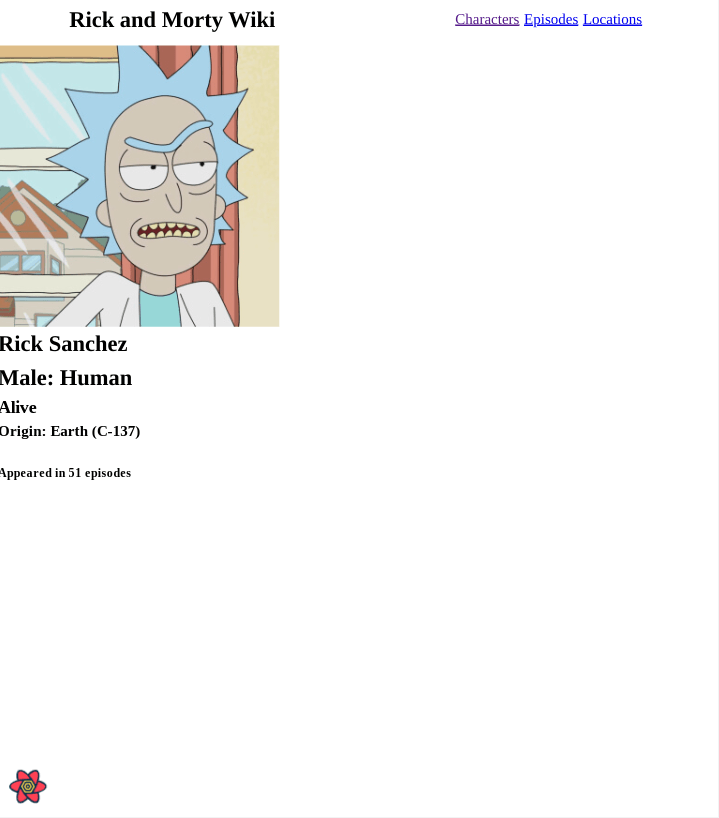 Rick and Morty Wiki
Characters Episodes Locations
Rick Sanchez
Male: Human
Alive
Origin: Earth (C-137)
Appeared in 51 episodes